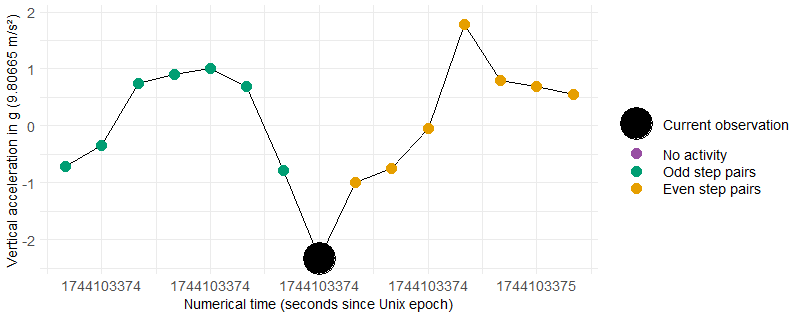 Vertical acceleration in g (9.80665 m/s²)
2
1
0
-1
-2
1744103374 1744103374 1744103374 1744103374 1744103375
Numerical time (seconds since Unix epoch)
Current observation
No activity
Odd step pairs
Even step pairs